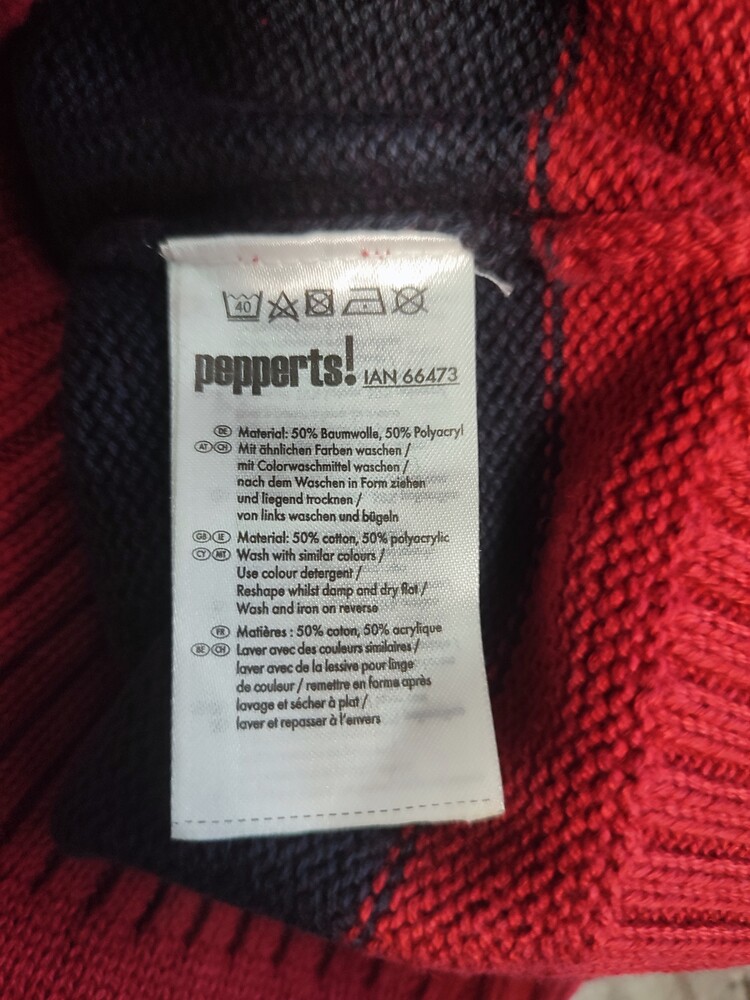 40
pepperts! IAN 66473
DE Material: 50% Baumwolle, 50% Polyacryl
AT CH Mit ähnlichen Farben waschen /
mit Colorwaschmittel waschen /
nach dem Waschen in Form ziehen
und liegend trocknen /
von links waschen und bügeln
GB IE Material: 50% cotton, 50% polyacrylic
CY MT Wash with similar colours /
Use colour detergent /
Reshape whilst damp and dry flat /
Wash and iron on reverse
FR Matières : 50% coton, 50% acrylique
BE CH Laver avec des couleurs similaires /
laver avec de la lessive pour linge
de couleur / remettre en forme après
lavage et sécher à plat /
laver et repasser à l'envers